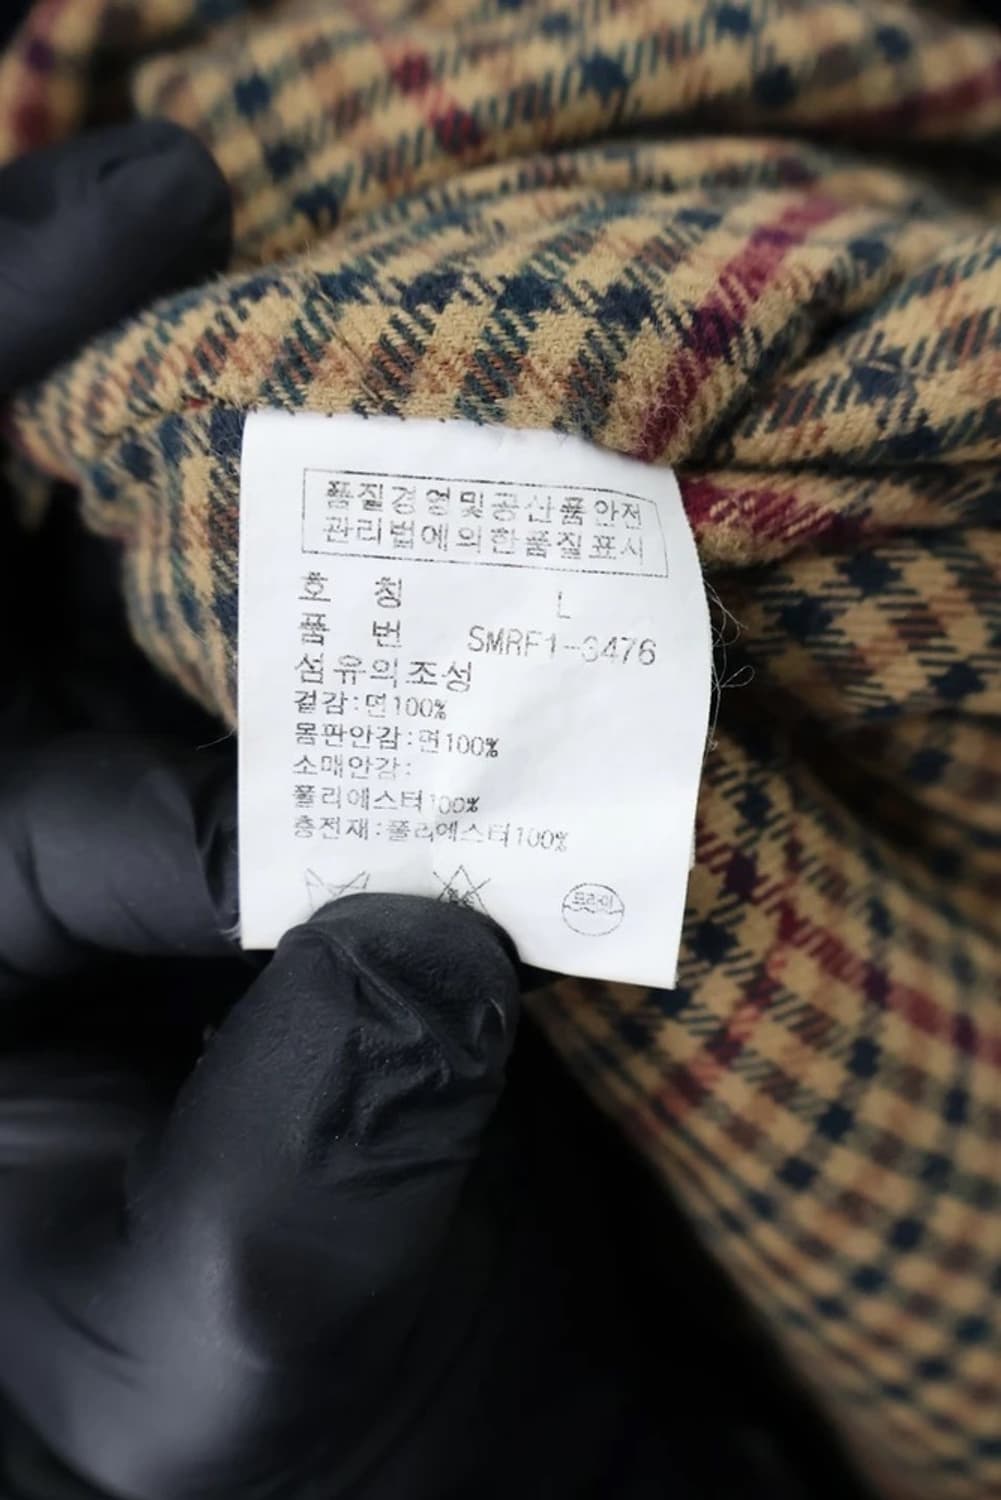 품질경영및공산품안전
관리법에의한품질표시
호 칭 L
품 번 SMRF1-3476
섬유의조성
겉감:면100%
몸판안감:면100%
소매안감:
폴리에스터100%
충전재:폴리에스터100%
드라이